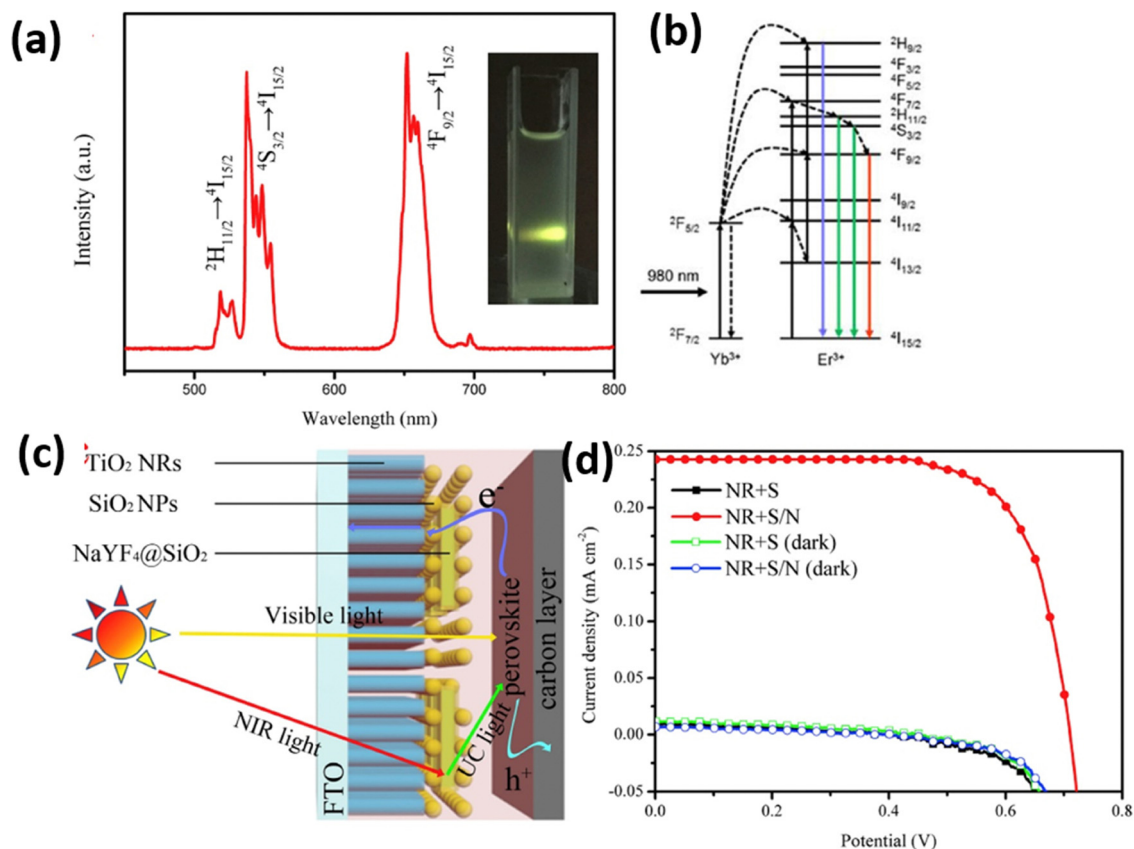 (a)
Intensity (a.u.)
²H₁₁/₂→⁴I₁₅/₂
⁴S₃/₂→⁴I₁₅/₂
⁴F₉/₂→⁴I₁₅/₂
500
600
700
800
Wavelength (nm)
(b)
²H₉/₂
⁴F₃/₂
⁴F₅/₂
⁴F₇/₂
²H₁₁/₂
⁴S₃/₂
⁴F₉/₂
⁴I₉/₂
⁴I₁₁/₂
⁴I₁₃/₂
⁴I₁₅/₂
²F₅/₂
980 nm
²F₇/₂
Yb³⁺
Er³⁺
(c)
TiO₂ NRs
SiO₂ NPs
NaYF₄@SiO₂
Visible light
NIR light
FTO
e⁻
UC light
h⁺
perovskite
carbon layer
(d)
Current density (mA cm⁻²)
0.25
0.20
0.15
0.10
0.05
0.00
-0.05
NR+S
NR+S/N
NR+S (dark)
NR+S/N (dark)
0.0
0.2
0.4
0.6
0.8
Potential (V)